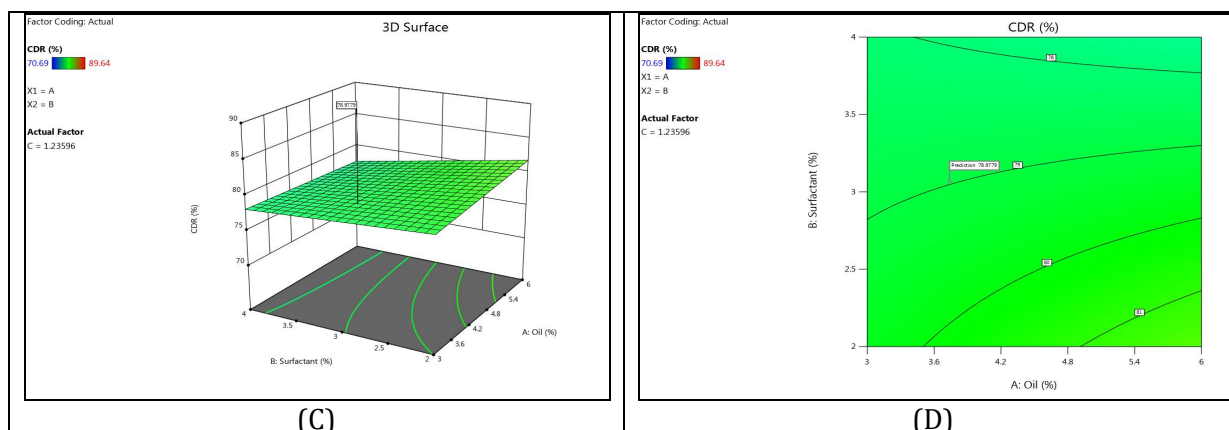 Factor Coding: Actual
3D Surface
CDR (%)
70.69 89.64
X1 = A
X2 = B
Actual Factor
C = 1.23596
78.9779
90
85
80
75
70
CDR (%)
4
3.5
3
2.5
2
B: Surfactant (%)
3
3.6
4.2
4.8
5.4
6
A: Oil (%)
(C)
Factor Coding: Actual
CDR (%)
CDR (%)
70.69 89.64
X1 = A
X2 = B
Actual Factor
C = 1.23596
4
3.5
3
2.5
2
B: Surfactant (%)
78
Prediction 78.9779
79
80
81
3 3.6 4.2 4.8 5.4 6
A: Oil (%)
(D)